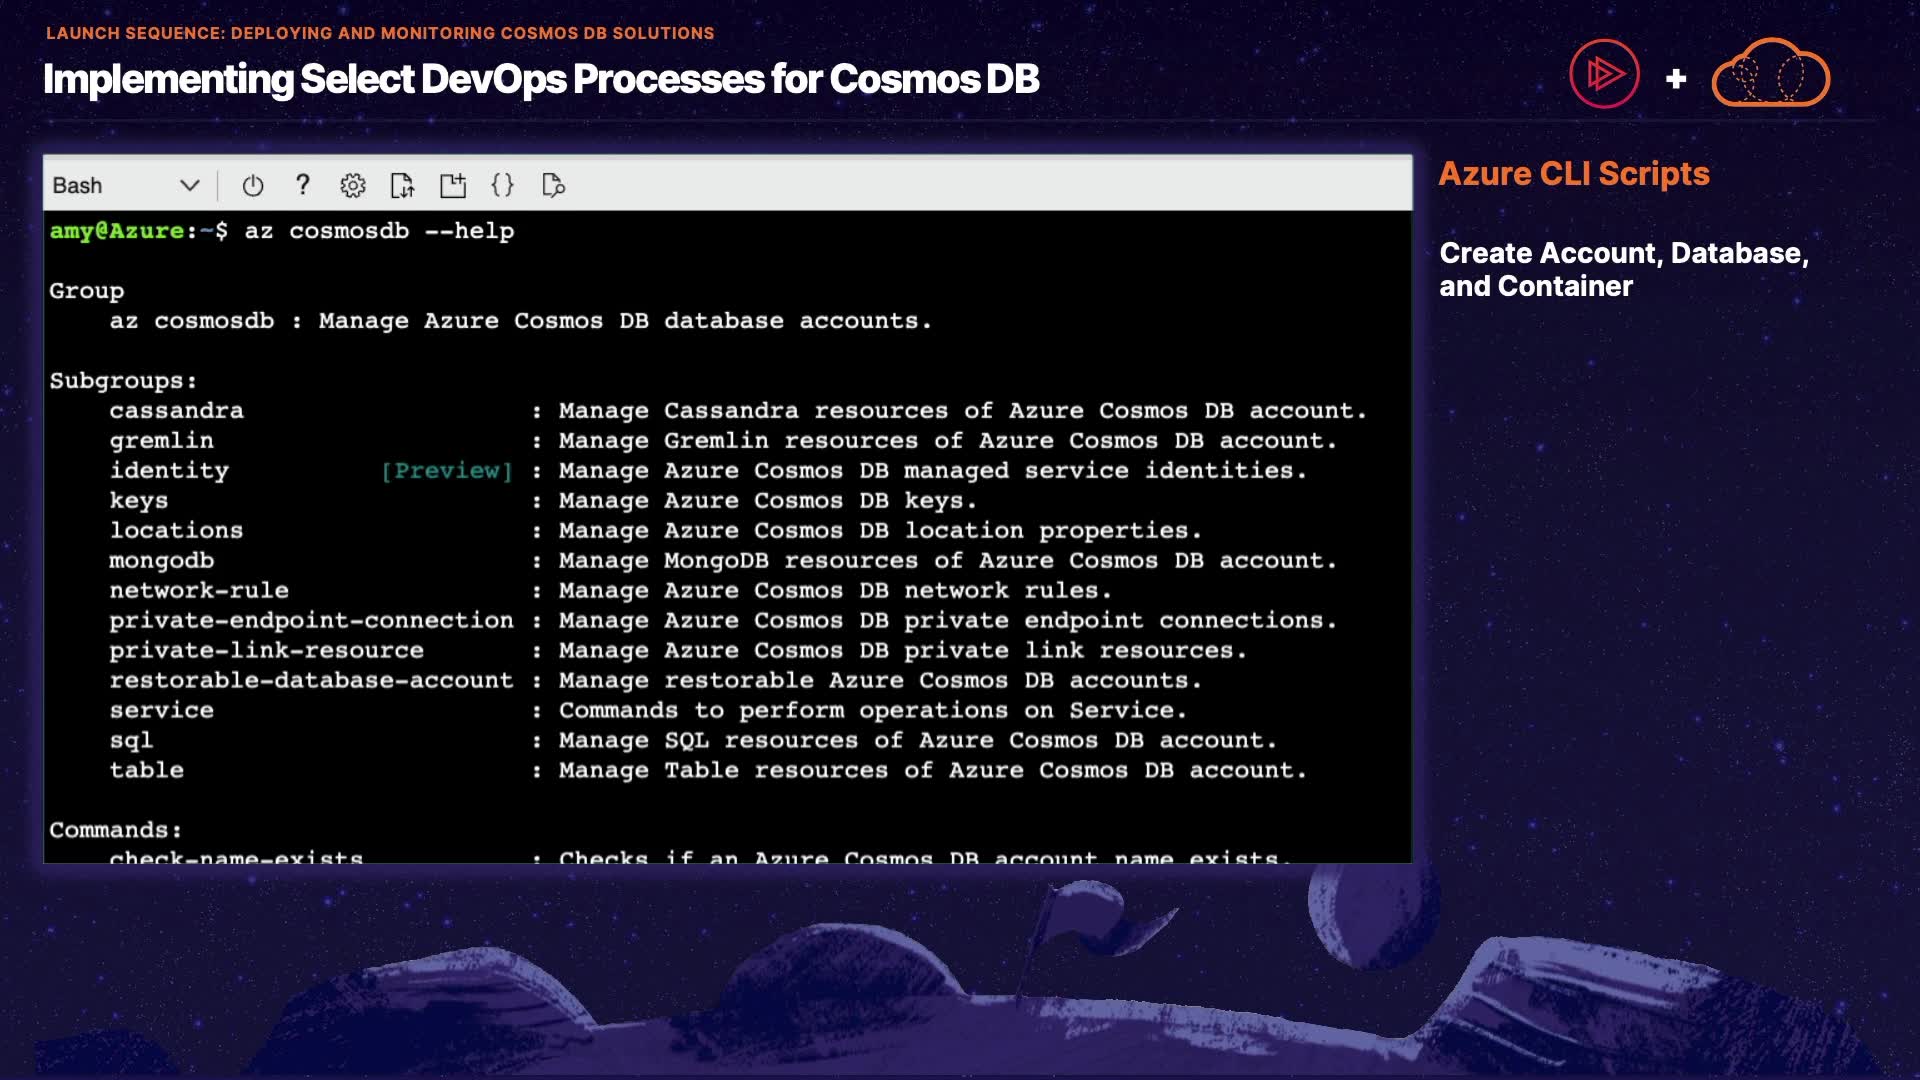 LAUNCH SEQUENCE: DEPLOYING AND MONITORING COSMOS DB SOLUTIONS
Implementing Select DevOps Processes for Cosmos DB
+
Bash
amy@Azure:~$ az cosmosdb --help
Group
az cosmosdb : Manage Azure Cosmos DB database accounts.
Subgroups:
cassandra : Manage Cassandra resources of Azure Cosmos DB account.
gremlin : Manage Gremlin resources of Azure Cosmos DB account.
identity [Preview] : Manage Azure Cosmos DB managed service identities.
keys : Manage Azure Cosmos DB keys.
locations : Manage Azure Cosmos DB location properties.
mongodb : Manage MongoDB resources of Azure Cosmos DB account.
network-rule : Manage Azure Cosmos DB network rules.
private-endpoint-connection : Manage Azure Cosmos DB private endpoint connections.
private-link-resource : Manage Azure Cosmos DB private link resources.
restorable-database-account : Manage restorable Azure Cosmos DB accounts.
service : Commands to perform operations on Service.
sql : Manage SQL resources of Azure Cosmos DB account.
table : Manage Table resources of Azure Cosmos DB account.
Commands:
check-name-exists : Checks if an Azure Cosmos DB account name exists.
Azure CLI Scripts
Create Account, Database,
and Container